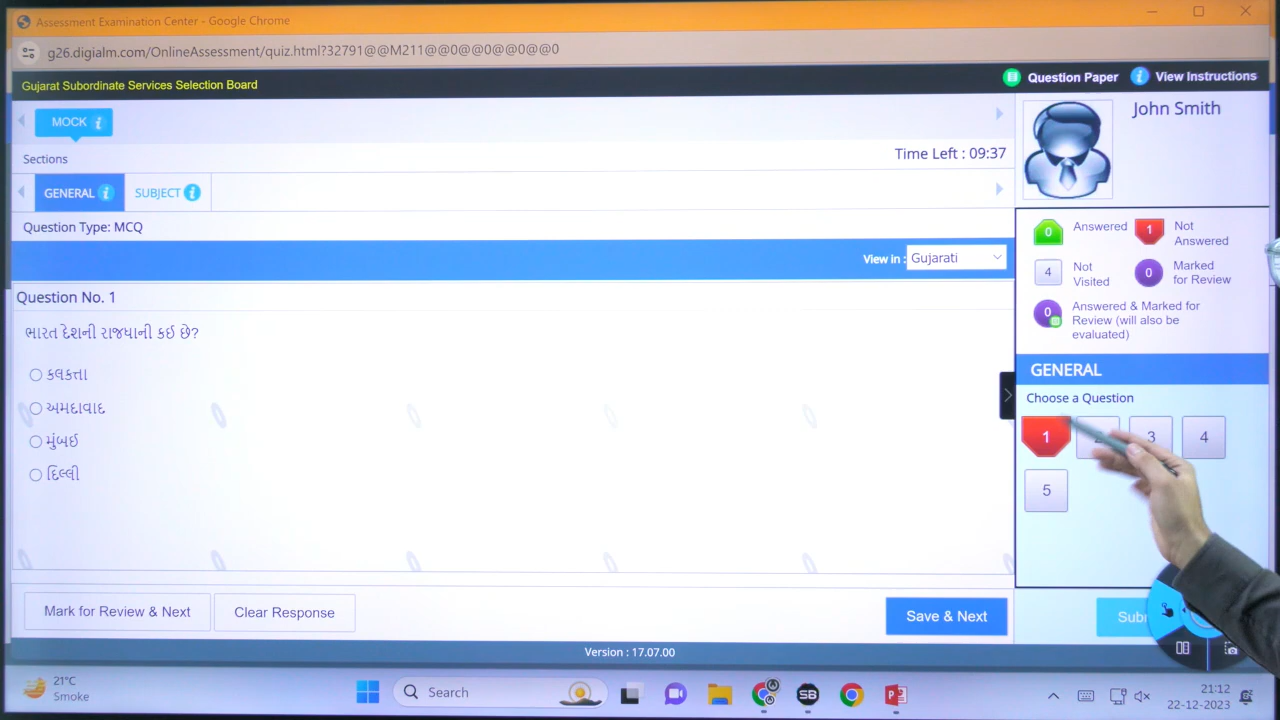 Assessment Examination Center - Google Chrome
g26.digialm.com/OnlineAssessment/quiz.html?32791@@M211@@0@@0@@0@@0
Gujarat Subordinate Services Selection Board
Question Paper
View Instructions
MOCK
John Smith
Sections
Time Left : 09:37
GENERAL
SUBJECT
Question Type: MCQ
View in : Gujarati
Question No. 1
ભારત દેશની રાજધાની કઈ છે?
કલકત્તા
અમદાવાદ
મુંબઈ
દિલ્લી
0 Answered
1 Not Answered
4 Not Visited
0 Marked for Review
0 Answered & Marked for
Review (will also be
evaluated)
GENERAL
Choose a Question
1 2 3 4
5
Mark for Review & Next
Clear Response
Save & Next
Version : 17.07.00
21°C
Smoke
Search
SB
21:12
22-12-2023